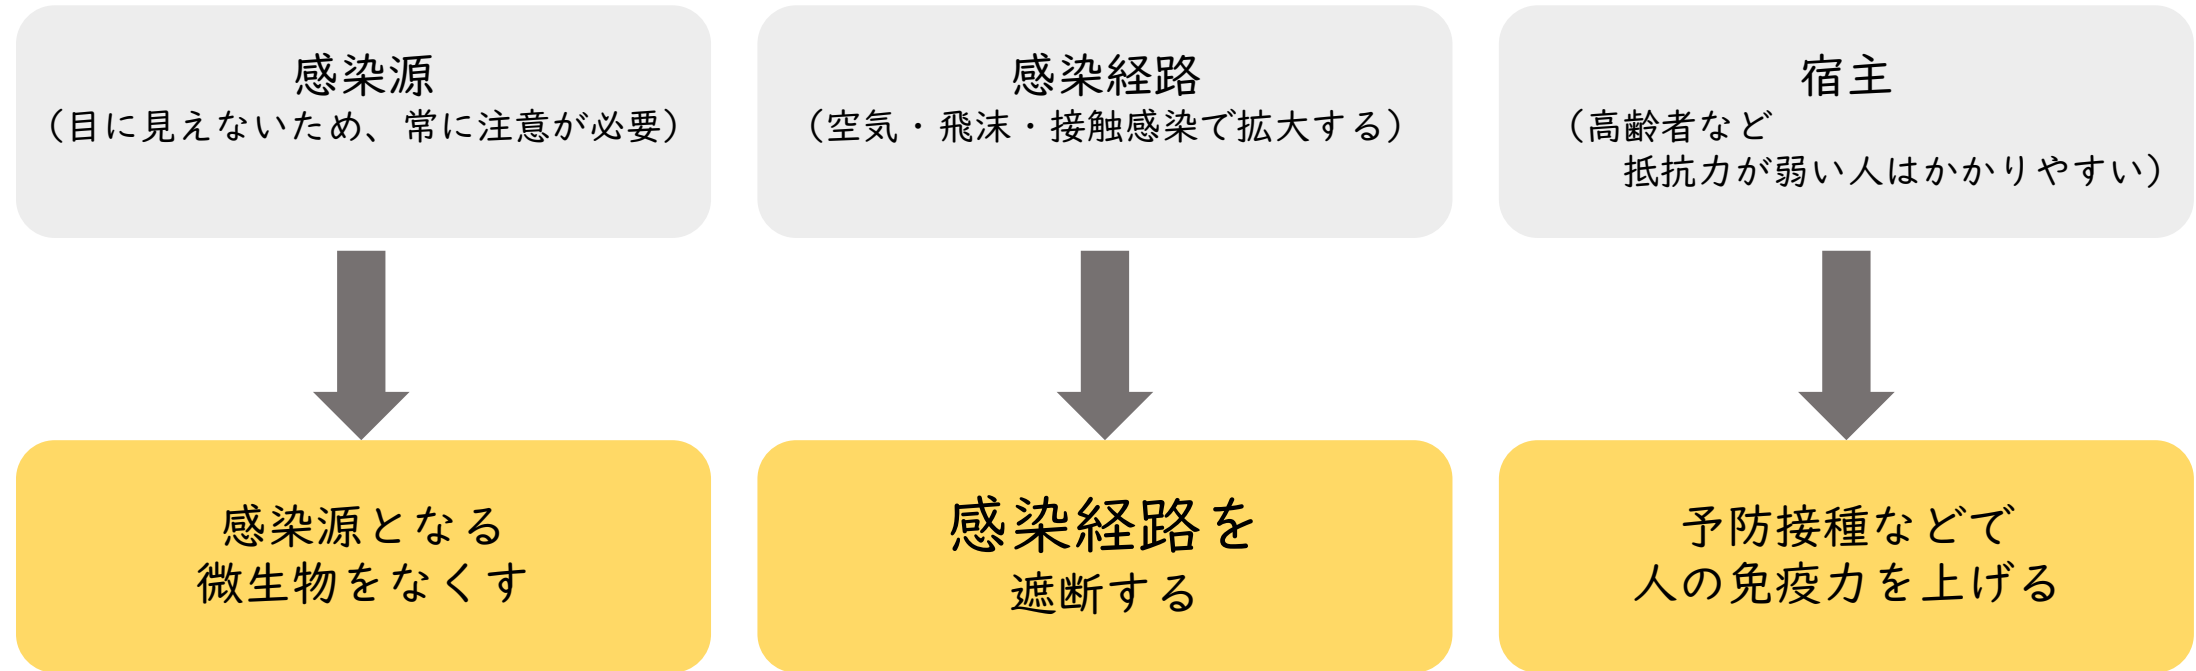 感染源
（目に見えないため、常に注意が必要）
感染経路
（空気・飛沫・接触感染で拡大する）
宿主
（高齢者など
抵抗力が弱い人はかかりやすい）
感染源となる
微生物をなくす
感染経路を
遮断する
予防接種などで
人の免疫力を上げる